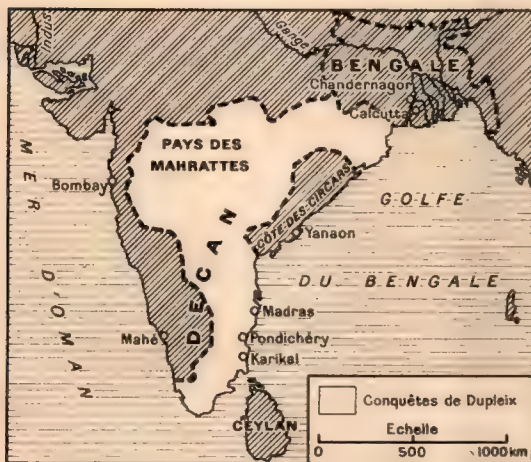 Indus
Gange
BENGALE
Chandernagor
Calcutta
PAYS DES
MAHRATTES
Bombay
MER D'OMAN
DECAN
CÔTE DES CIRCARS
Yanaon
GOLFE
DU BENGALE
Madras
Mahé
Pondichéry
Karikal
CEYLAN
Conquêtes de Dupleix
Echelle
0 500 1000km